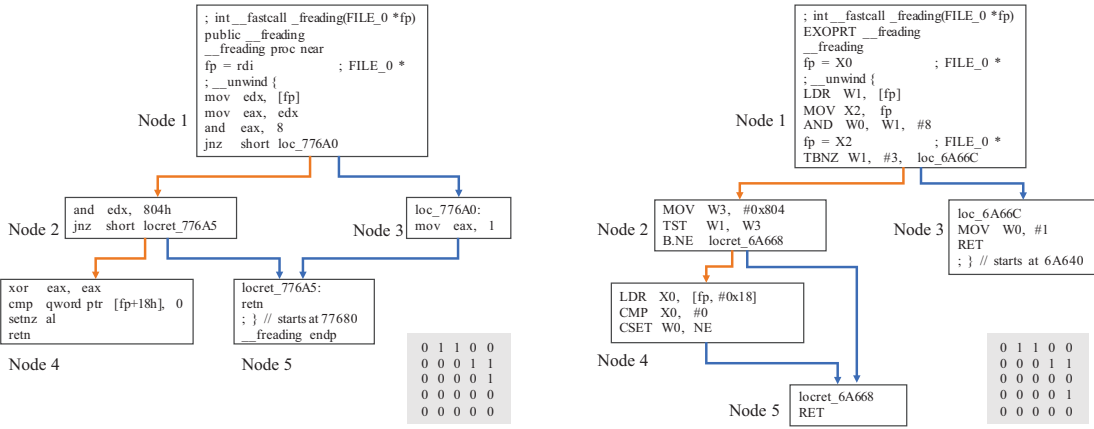 ; int __fastcall _freading(FILE_0 *fp)
public __freading
__freading proc near
fp = rdi ; FILE_0 *
; __unwind {
mov edx, [fp]
mov eax, edx
and eax, 8
jnz short loc_776A0
Node 1
and edx, 804h
jnz short locret_776A5
Node 2
loc_776A0:
mov eax, 1
Node 3
xor eax, eax
cmp qword ptr [fp+18h], 0
setnz al
retn
Node 4
locret_776A5:
retn
; } // starts at 77680
__freading endp
Node 5
0 1 1 0 0
0 0 0 1 1
0 0 0 0 1
0 0 0 0 0
0 0 0 0 0
; int __fastcall _freading(FILE_0 *fp)
EXOPRT __freading
__freading
fp = X0 ; FILE_0 *
; __unwind {
LDR W1, [fp]
MOV X2, fp
AND W0, W1, #8
fp = X2 ; FILE_0 *
TBNZ W1, #3, loc_6A66C
Node 1
MOV W3, #0x804
TST W1, W3
B.NE locret_6A668
Node 2
loc_6A66C
MOV W0, #1
RET
; } // starts at 6A640
Node 3
LDR X0, [fp, #0x18]
CMP X0, #0
CSET W0, NE
Node 4
locret_6A668
RET
Node 5
0 1 1 0 0
0 0 0 1 1
0 0 0 0 0
0 0 0 0 1
0 0 0 0 0